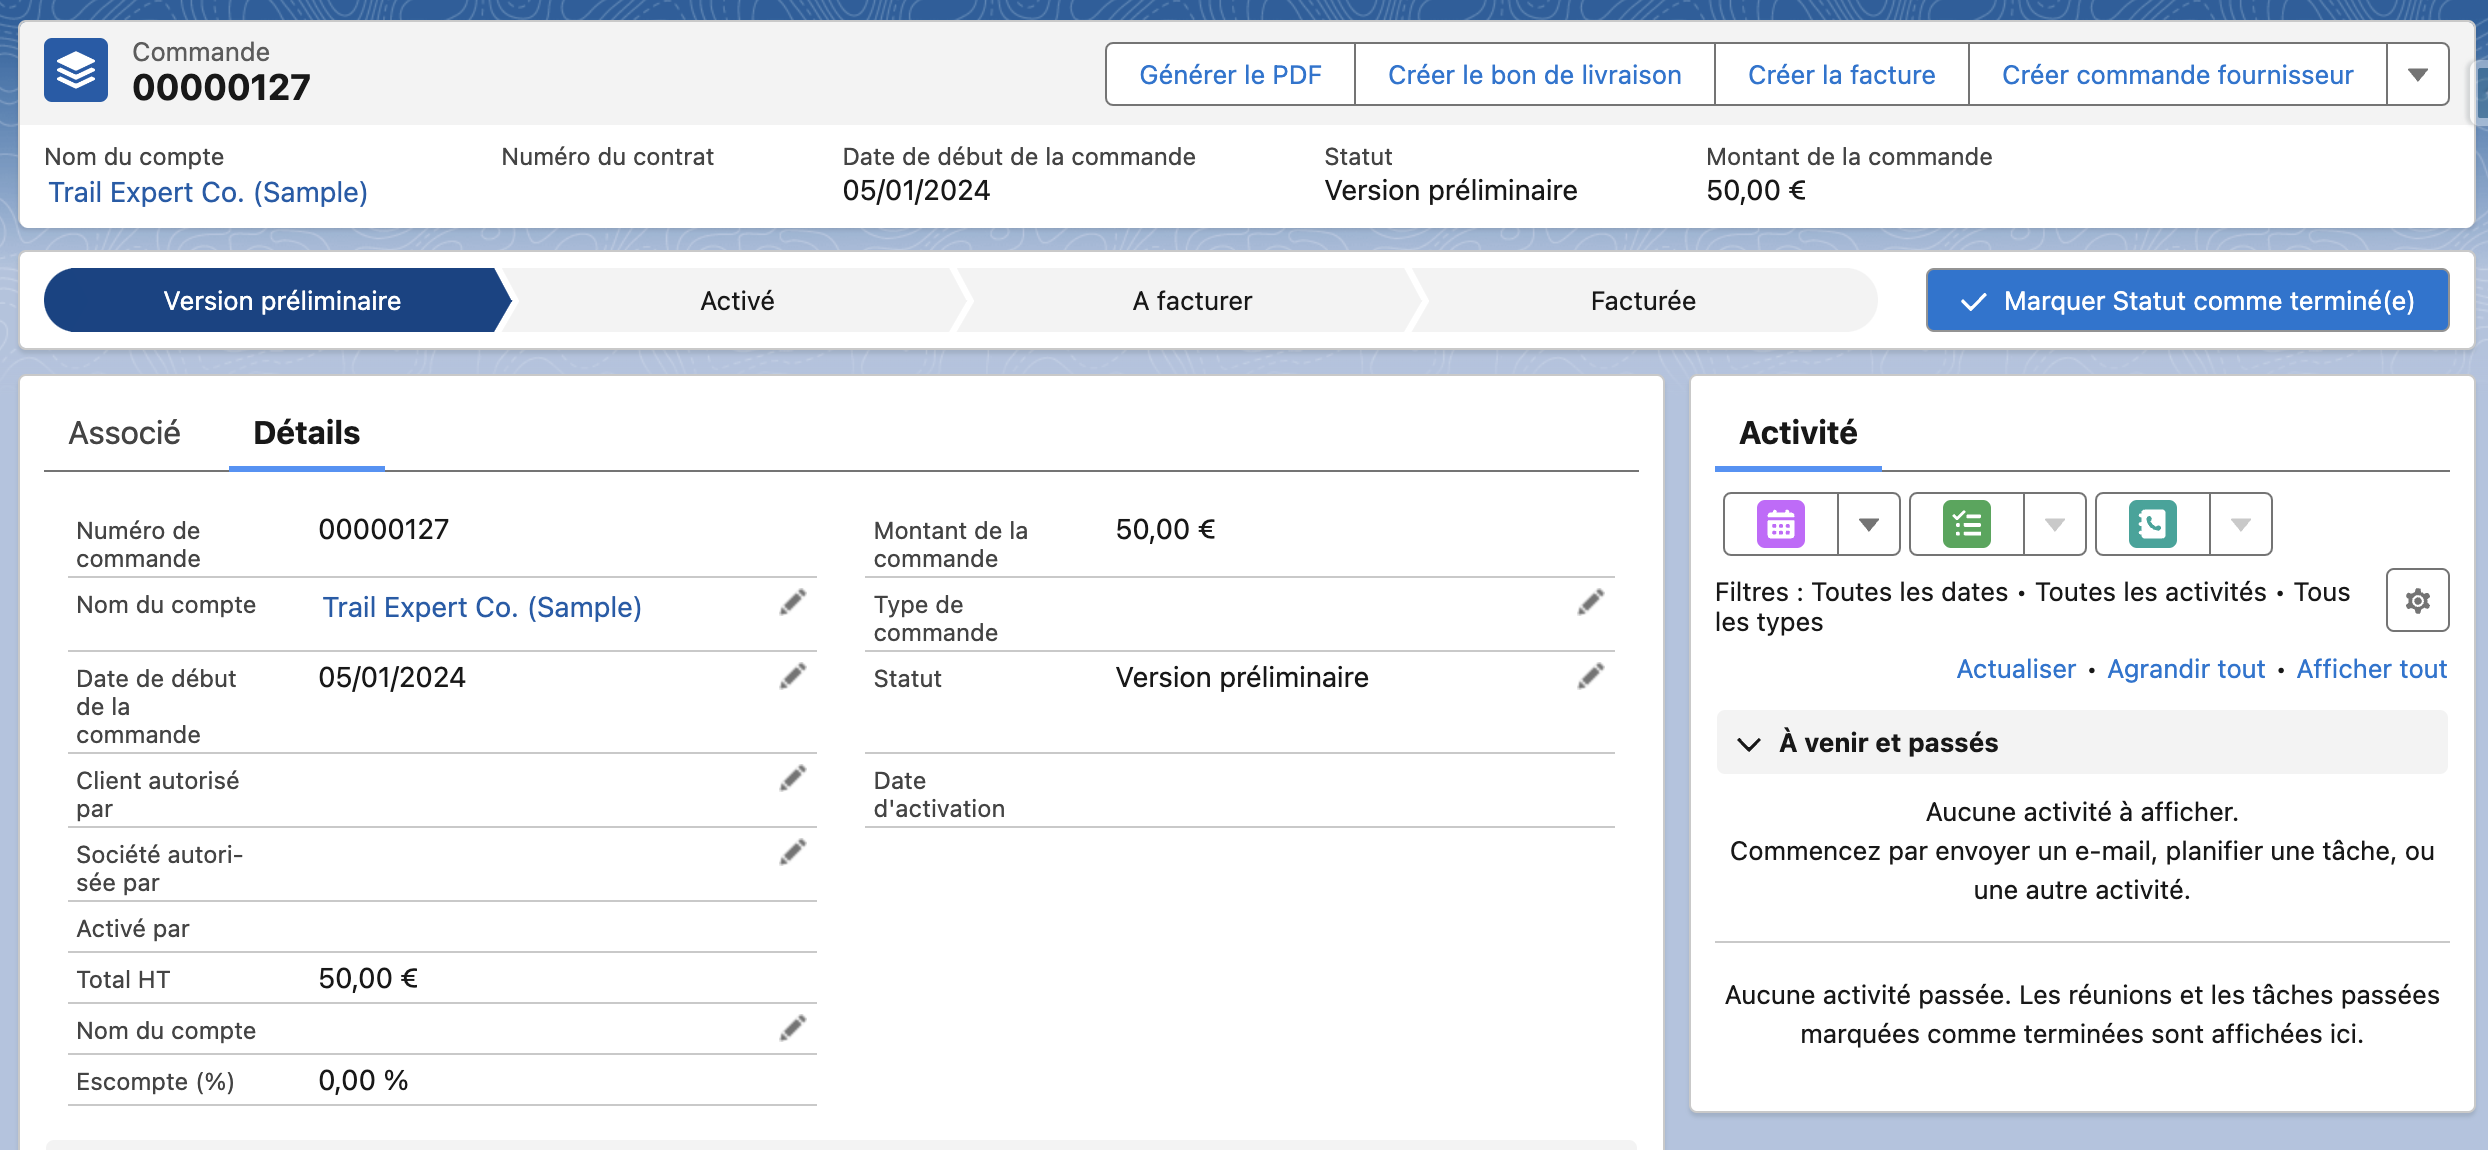 Commande
00000127
Générer le PDF
Créer le bon de livraison
Créer la facture
Créer commande fournisseur
Nom du compte
Trail Expert Co. (Sample)
Numéro du contrat
Date de début de la commande
05/01/2024
Statut
Version préliminaire
Montant de la commande
50,00 €
Version préliminaire
Activé
A facturer
Facturée
Marquer Statut comme terminé(e)
Associé
Détails
Numéro de
commande
00000127
Montant de la
commande
50,00 €
Nom du compte
Trail Expert Co. (Sample)
Type de
commande
Date de début
de la
commande
05/01/2024
Statut
Version préliminaire
Client autorisé
par
Date
d'activation
Société autori-
sée par
Activé par
Total HT
50,00 €
Nom du compte
Escompte (%)
0,00 %
Activité
Filtres : Toutes les dates • Toutes les activités • Tous
les types
Actualiser • Agrandir tout • Afficher tout
À venir et passés
Aucune activité à afficher.
Commencez par envoyer un e-mail, planifier une tâche, ou
une autre activité.
Aucune activité passée. Les réunions et les tâches passées
marquées comme terminées sont affichées ici.